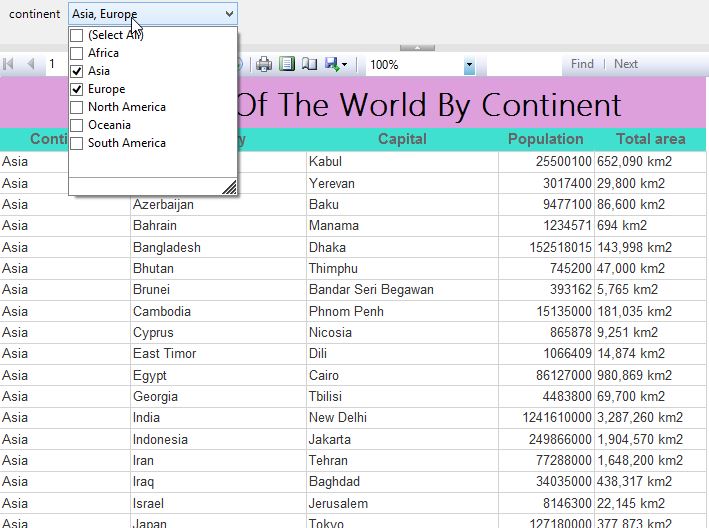 continent Asia, Europe
(Select All)
Africa
Asia
Europe
North America
Oceania
South America
1 100% Find | Next
Of The World By Continent
Capital Population Total area
Asia Kabul 25500100 652,090 km2
Asia Yerevan 3017400 29,800 km2
Asia Azerbaijan Baku 9477100 86,600 km2
Asia Bahrain Manama 1234571 694 km2
Asia Bangladesh Dhaka 152518015 143,998 km2
Asia Bhutan Thimphu 745200 47,000 km2
Asia Brunei Bandar Seri Begawan 393162 5,765 km2
Asia Cambodia Phnom Penh 15135000 181,035 km2
Asia Cyprus Nicosia 865878 9,251 km2
Asia East Timor Dili 1066409 14,874 km2
Asia Egypt Cairo 86127000 980,869 km2
Asia Georgia Tbilisi 4483800 69,700 km2
Asia India New Delhi 1241610000 3,287,260 km2
Asia Indonesia Jakarta 249866000 1,904,570 km2
Asia Iran Tehran 77288000 1,648,200 km2
Asia Iraq Baghdad 34035000 438,317 km2
Asia Israel Jerusalem 8146300 22,145 km2
Asia Japan Tokyo 127180000 377,873 km2